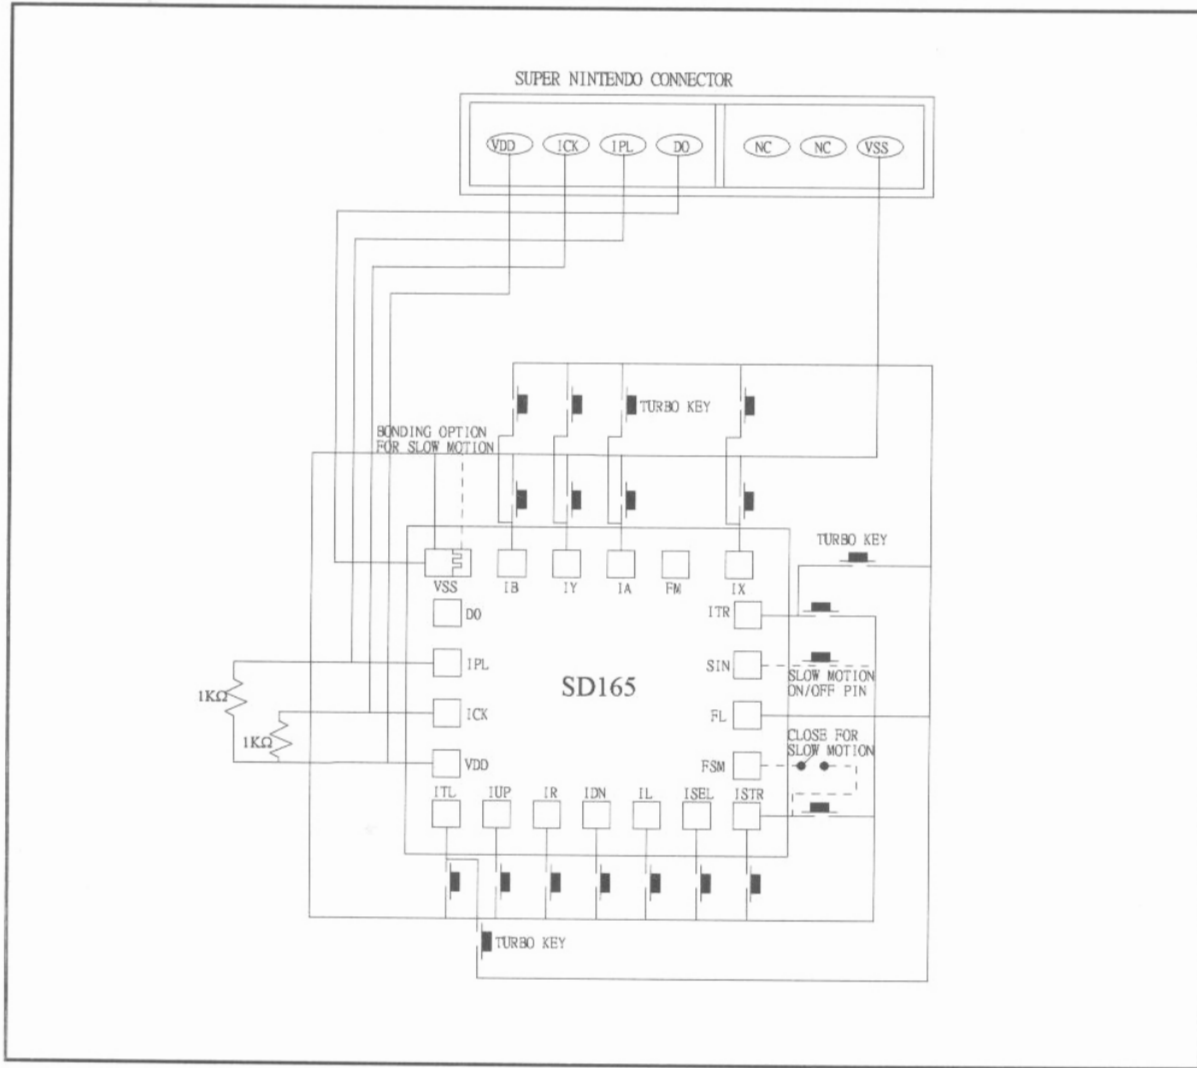 SUPER NINTENDO CONNECTOR
VDD
ICK
IPL
DO
NC
NC
VSS
TURBO KEY
BONDING OPTION
FOR SLOW MOTION
TURBO KEY
VSS
IB
IY
IA
FM
IX
DO
ITR
IPL
SIN
SD165
SLOW MOTION
ON/OFF PIN
1KΩ
ICK
FL
1KΩ
CLOSE FOR
SLOW MOTION
VDD
FSM
ITL
IUP
IR
IDN
IL
ISEL
ISTR
TURBO KEY